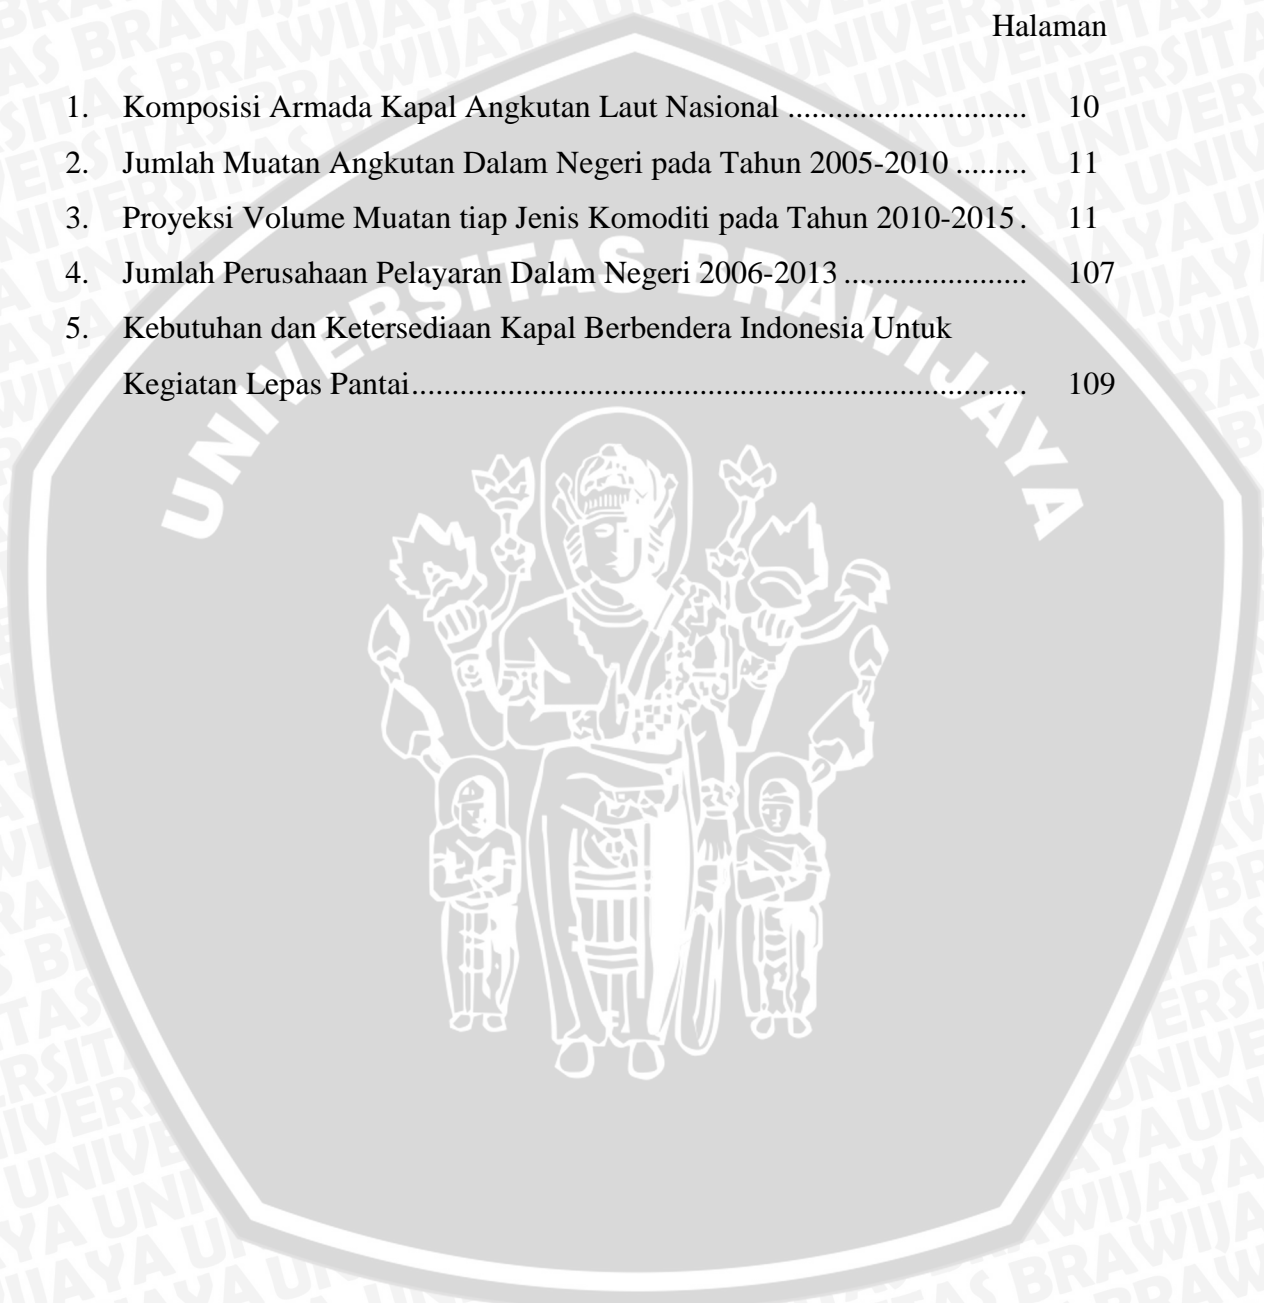 Halaman
1. Komposisi Armada Kapal Angkutan Laut Nasional .............................. 10
2. Jumlah Muatan Angkutan Dalam Negeri pada Tahun 2005-2010 ......... 11
3. Proyeksi Volume Muatan tiap Jenis Komoditi pada Tahun 2010-2015 . 11
4. Jumlah Perusahaan Pelayaran Dalam Negeri 2006-2013 ....................... 107
5. Kebutuhan dan Ketersediaan Kapal Berbendera Indonesia Untuk
Kegiatan Lepas Pantai............................................................................. 109
UNIVERSITAS BRAWIJAYA